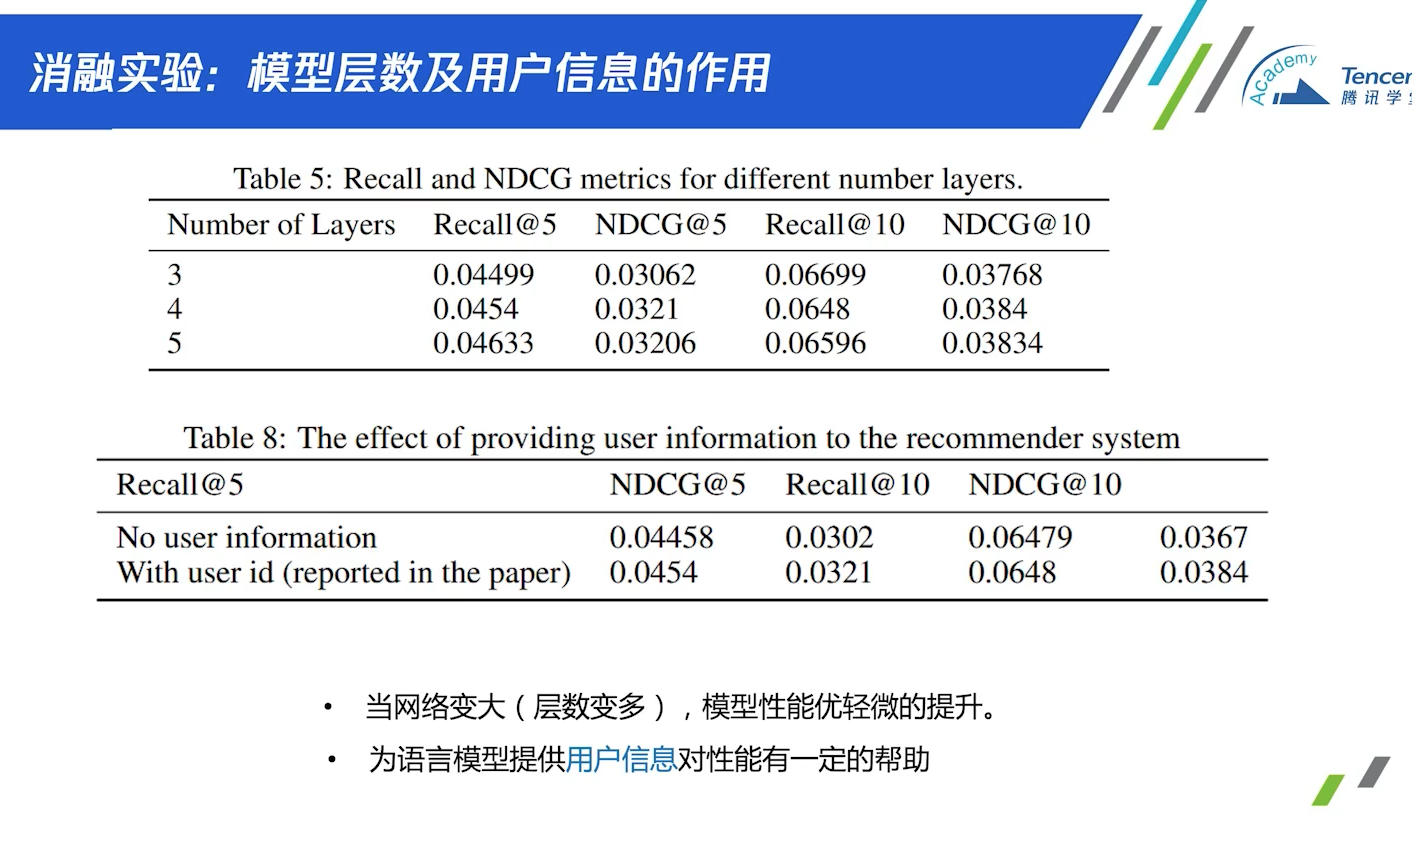 消融实验：模型层数及用户信息的作用
Academy
腾讯学
Table 5: Recall and NDCG metrics for different number layers.
Number of Layers Recall@5 NDCG@5 Recall@10 NDCG@10
3 0.04499 0.03062 0.06699 0.03768
4 0.0454 0.0321 0.0648 0.0384
5 0.04633 0.03206 0.06596 0.03834
Table 8: The effect of providing user information to the recommender system
Recall@5 NDCG@5 Recall@10 NDCG@10
No user information 0.04458 0.0302 0.06479 0.0367
With user id (reported in the paper) 0.0454 0.0321 0.0648 0.0384
• 当网络变大（层数变多），模型性能优轻微的提升。
• 为语言模型提供用户信息对性能有一定的帮助